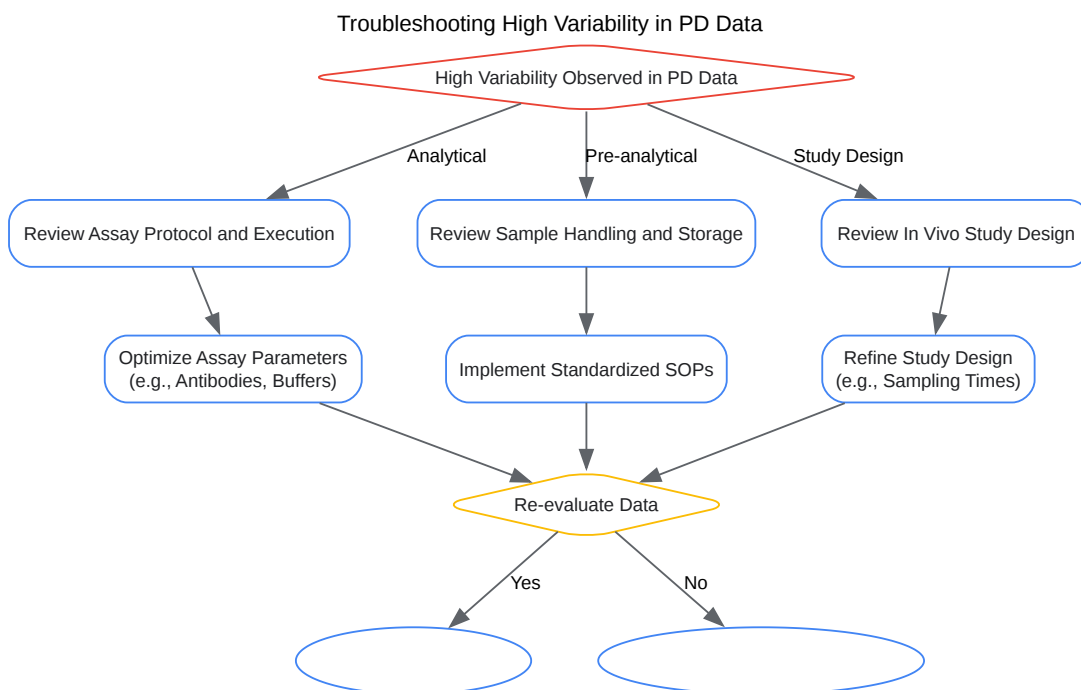 Troubleshooting High Variability in PD Data
High Variability Observed in PD Data
Analytical
Pre-analytical
Study Design
Review Assay Protocol and Execution
Review Sample Handling and Storage
Review In Vivo Study Design
Optimize Assay Parameters
(e.g., Antibodies, Buffers)
Implement Standardized SOPs
Refine Study Design
(e.g., Sampling Times)
Re-evaluate Data
Yes
No